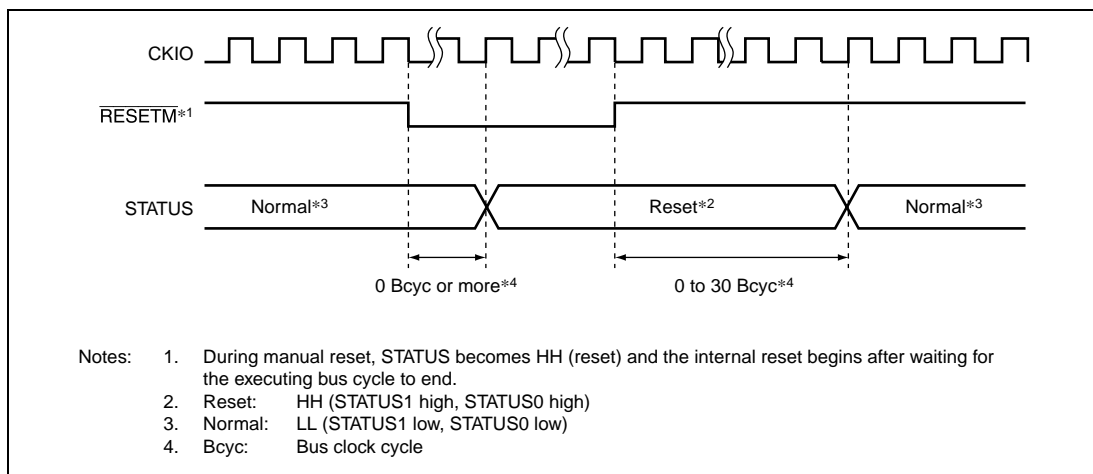 CKIO
RESETM*1
STATUS Normal*3 Reset*2 Normal*3
0 Bcyc or more*4 0 to 30 Bcyc*4
Notes: 1. During manual reset, STATUS becomes HH (reset) and the internal reset begins after waiting for
the executing bus cycle to end.
2. Reset: HH (STATUS1 high, STATUS0 high)
3. Normal: LL (STATUS1 low, STATUS0 low)
4. Bcyc: Bus clock cycle